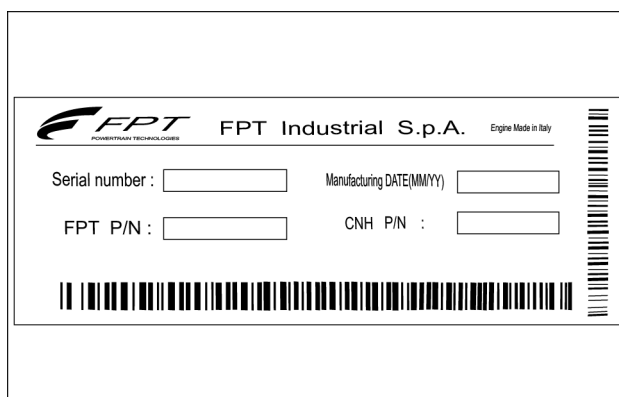 FPT
POWERTRAIN TECHNOLOGIES
FPT Industrial S.p.A.
Engine Made in Italy
Serial number :
Manufacturing DATE(MM/YY)
FPT P/N :
CNH P/N :